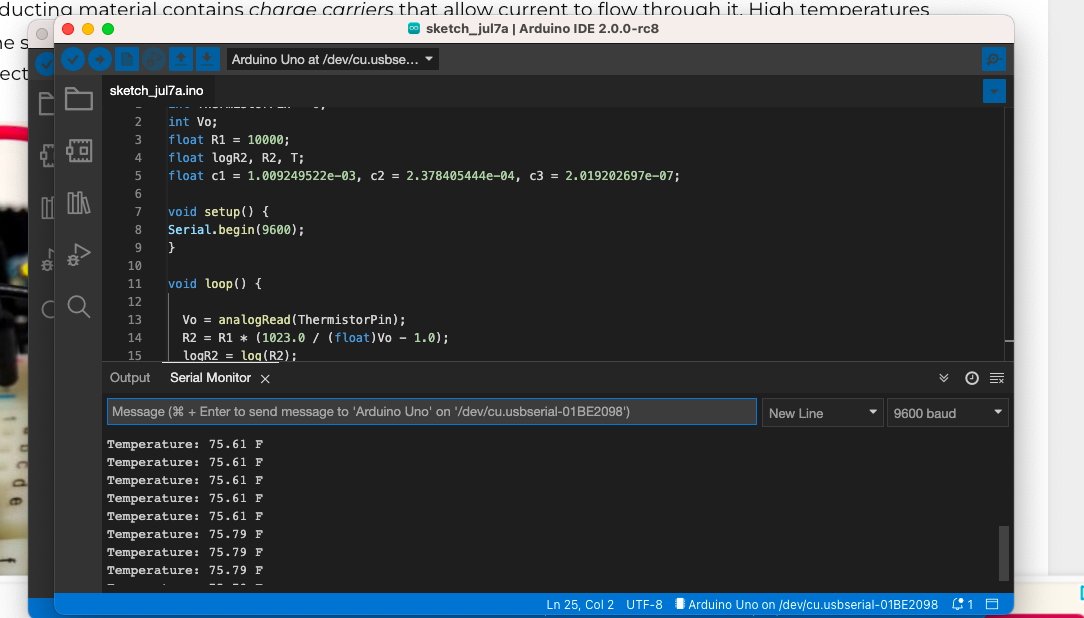 ducting material contains charge carriers that allow current to flow through it. High temperatures
ne s
ect
sketch_jul7a | Arduino IDE 2.0.0-rc8
Arduino Uno at /dev/cu.usbse...
sketch_jul7a.ino
2 int Vo;
3 float R1 = 10000;
4 float logR2, R2, T;
5 float c1 = 1.009249522e-03, c2 = 2.378405444e-04, c3 = 2.019202697e-07;
6
7 void setup() {
8 Serial.begin(9600);
9 }
10
11 void loop() {
12
13 Vo = analogRead(ThermistorPin);
14 R2 = R1 * (1023.0 / (float)Vo - 1.0);
15 logR2 = log(R2);
Output Serial Monitor
Message (⌘ + Enter to send message to 'Arduino Uno' on '/dev/cu.usbserial-01BE2098') New Line 9600 baud
Temperature: 75.61 F
Temperature: 75.61 F
Temperature: 75.61 F
Temperature: 75.61 F
Temperature: 75.61 F
Temperature: 75.79 F
Temperature: 75.79 F
Temperature: 75.79 F
Ln 25, Col 2 UTF-8 Arduino Uno on /dev/cu.usbserial-01BE2098 1